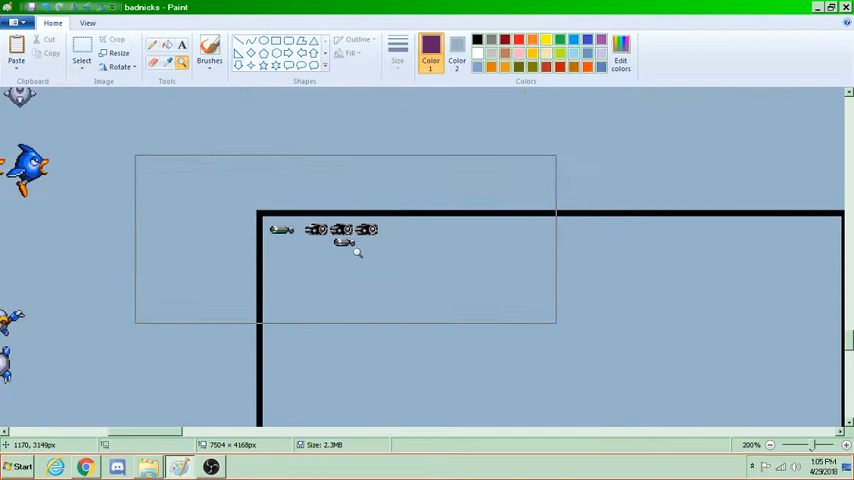 badnicks - Paint
Home View
Paste
Cut
Copy
Select
Crop
Resize
Rotate
A
Brushes
Outline
Fill
Size
Color 1
Color 2
Edit colors
Clipboard Image Tools Shapes Colors
1170, 3149px 7504 × 4168px Size: 2.3MB 200%
Start 1:05 PM
4/29/2018